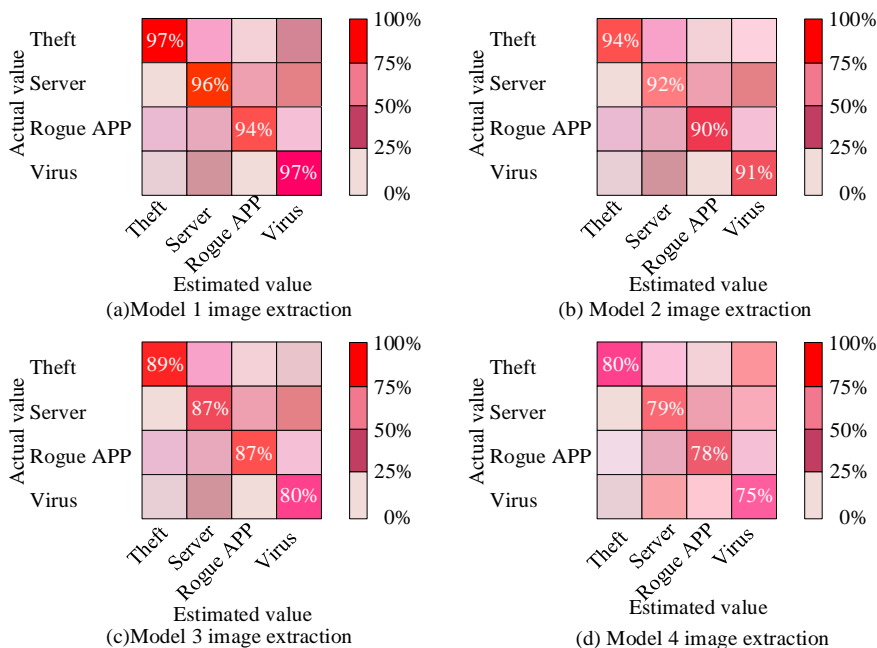 Actual value
Theft
Server
Rogue APP
Virus
97%
96%
94%
97%
100%
75%
50%
25%
0%
Theft
Server
Rogue APP
Virus
Estimated value
(a)Model 1 image extraction
Actual value
Theft
Server
Rogue APP
Virus
94%
92%
90%
91%
100%
75%
50%
25%
0%
Theft
Server
Rogue APP
Virus
Estimated value
(b) Model 2 image extraction
Actual value
Theft
Server
Rogue APP
Virus
89%
87%
87%
80%
100%
75%
50%
25%
0%
Theft
Server
Rogue APP
Virus
Estimated value
(c)Model 3 image extraction
Actual value
Theft
Server
Rogue APP
Virus
80%
79%
78%
75%
100%
75%
50%
25%
0%
Theft
Server
Rogue APP
Virus
Estimated value
(d) Model 4 image extraction